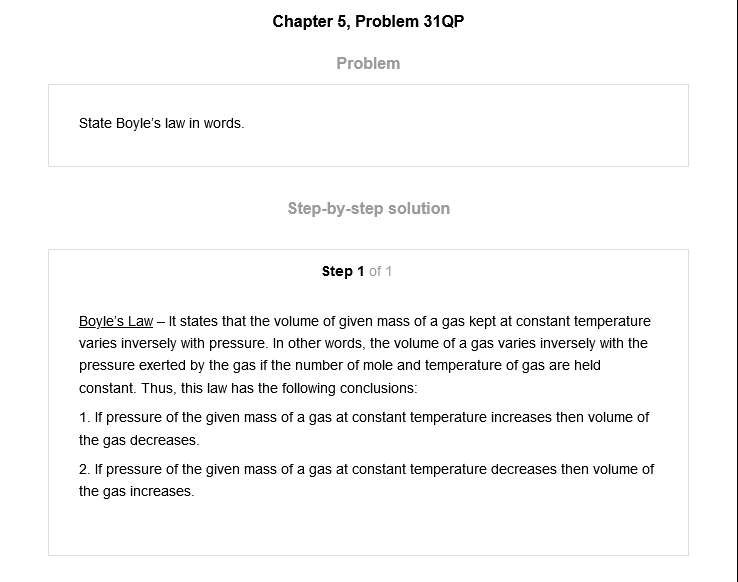 Chapter 5, Problem 31QP
Problem
State Boyle's law in words.
Step-by-step solution
Step 1 of 1
Boyle's Law – It states that the volume of given mass of a gas kept at constant temperature
varies inversely with pressure. In other words, the volume of a gas varies inversely with the
pressure exerted by the gas if the number of mole and temperature of gas are held
constant. Thus, this law has the following conclusions:
1. If pressure of the given mass of a gas at constant temperature increases then volume of
the gas decreases.
2. If pressure of the given mass of a gas at constant temperature decreases then volume of
the gas increases.